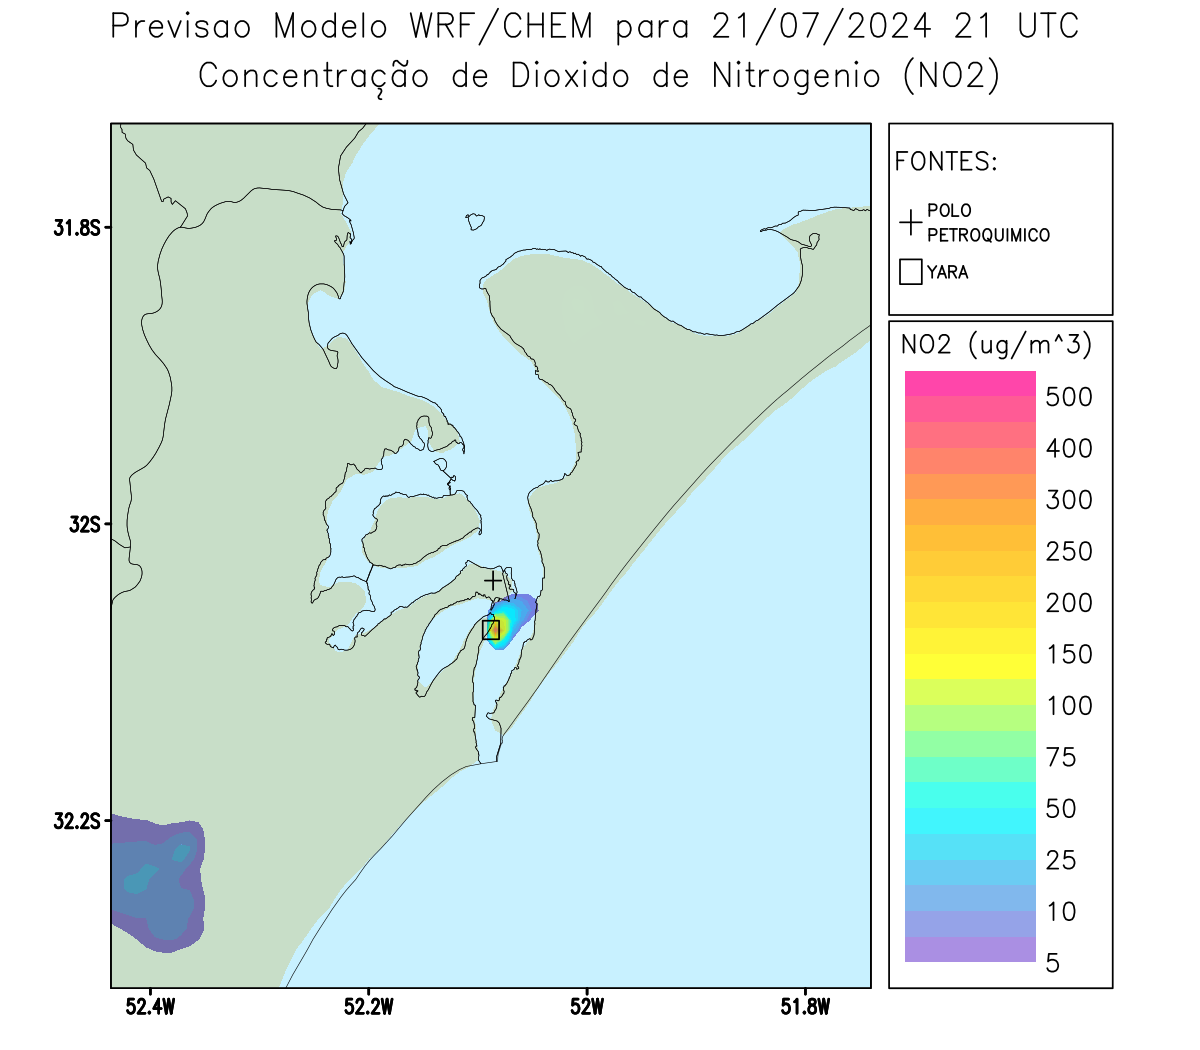 Previsao Modelo WRF/CHEM para 21/07/2024 21 UTC
Concentração de Dioxido de Nitrogenio (NO2)
FONTES:
POLO
PETROQUIMICO
YARA
NO2 (ug/m^3)
500
400
300
250
200
150
100
75
50
25
10
5
31.8S
32S
32.2S
52.4W
52.2W
52W
51.8W